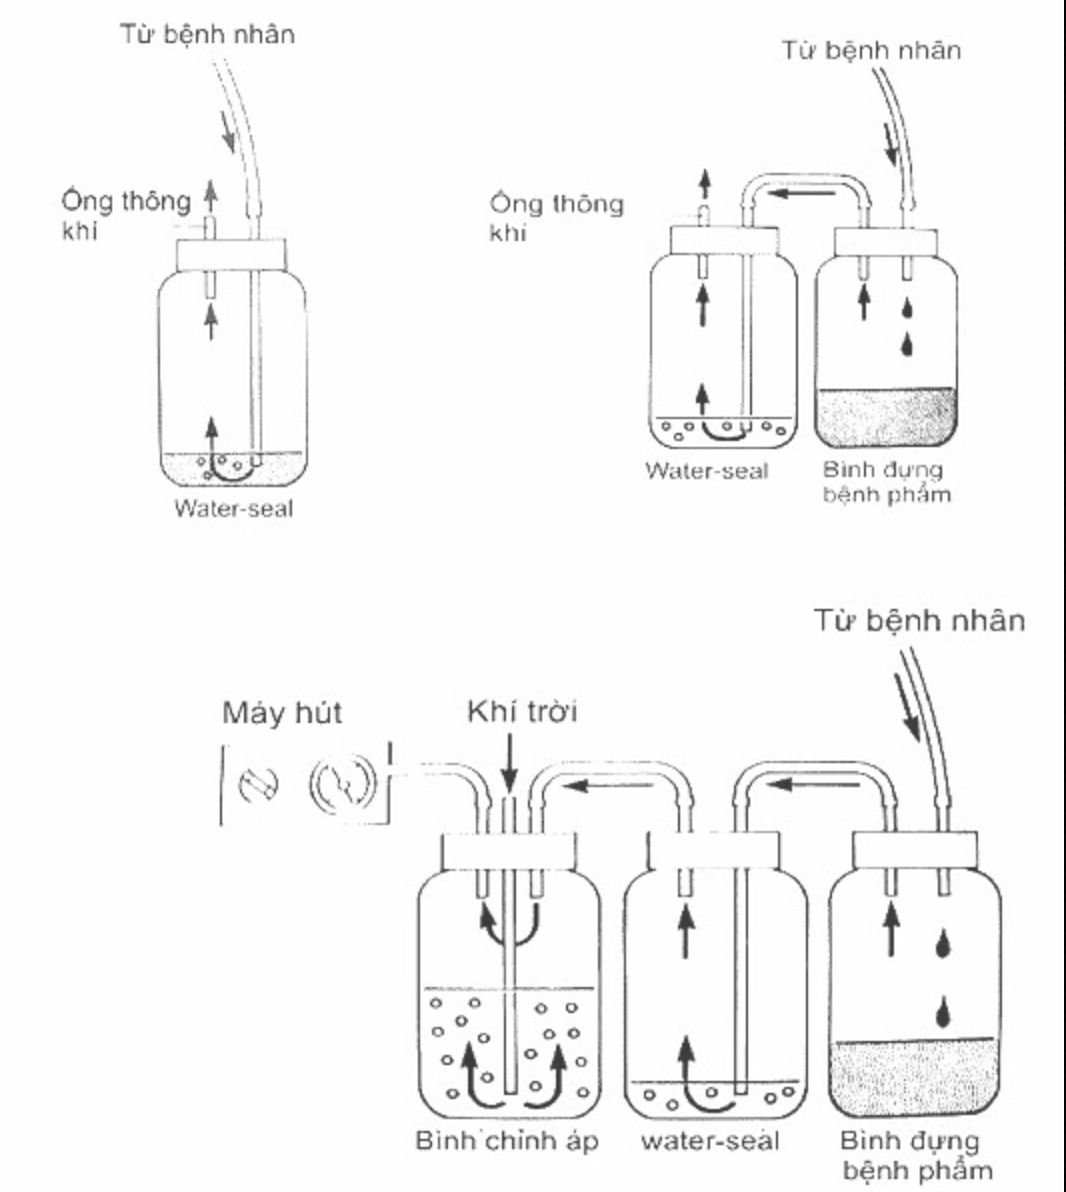 Từ bệnh nhân
Ống thông
khí
Water-seal
Từ bệnh nhân
Ống thông
khí
Water-seal
Bình đựng
bệnh phẩm
Từ bệnh nhân
Máy hút
Khí trời
Bình chỉnh áp
water-seal
Bình đựng
bệnh phẩm